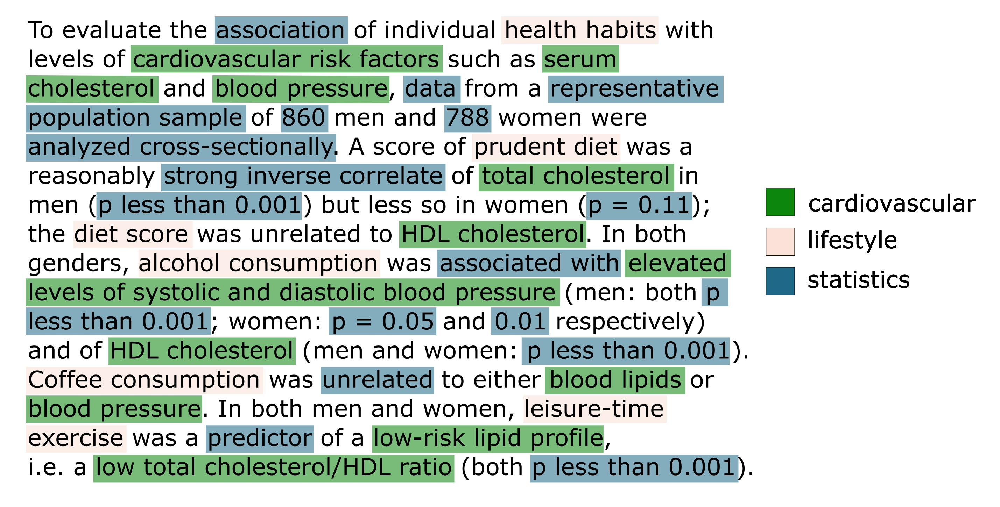 To evaluate the association of individual health habits with
levels of cardiovascular risk factors such as serum
cholesterol and blood pressure, data from a representative
population sample of 860 men and 788 women were
analyzed cross-sectionally. A score of prudent diet was a
reasonably strong inverse correlate of total cholesterol in
men (p less than 0.001) but less so in women (p = 0.11);
the diet score was unrelated to HDL cholesterol. In both
genders, alcohol consumption was associated with elevated
levels of systolic and diastolic blood pressure (men: both p
less than 0.001; women: p = 0.05 and 0.01 respectively)
and of HDL cholesterol (men and women: p less than 0.001).
Coffee consumption was unrelated to either blood lipids or
blood pressure. In both men and women, leisure-time
exercise was a predictor of a low-risk lipid profile,
i.e. a low total cholesterol/HDL ratio (both p less than 0.001).
cardiovascular
lifestyle
statistics